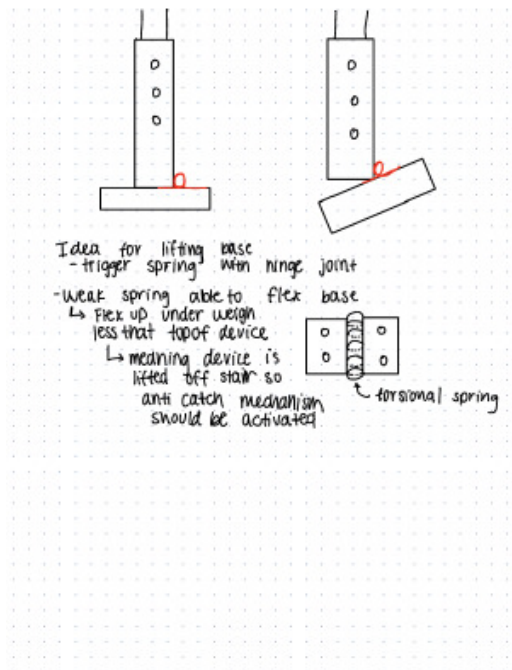 Idea for lifting base
- trigger spring with hinge joint
- weak spring able to flex base
↳ Flex up under weigh
less that top of device
↳ meaning device is
lifted off stair so
anti catch mechanism
should be activated
torsional spring